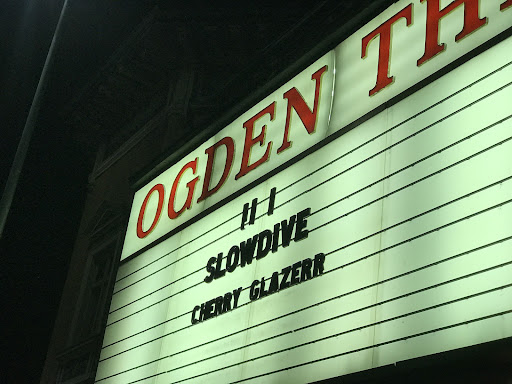 OGDEN TH
11 1
SLOWDIVE
CHERRY GLAZERR